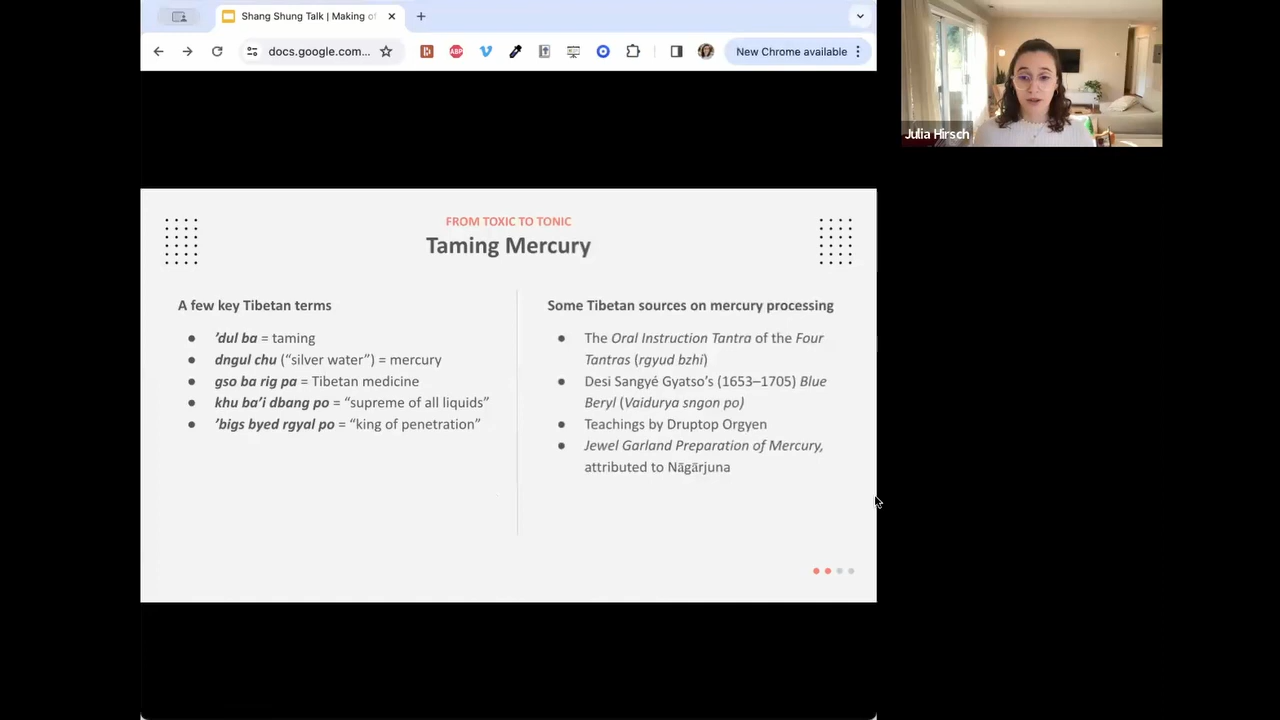 Shang Shung Talk | Making of
docs.google.com...
ABP
New Chrome available
Julia Hirsch
FROM TOXIC TO TONIC
Taming Mercury
A few key Tibetan terms
● ’dul ba = taming
● dngul chu (“silver water”) = mercury
● gso ba rig pa = Tibetan medicine
● khu ba’i dbang po = “supreme of all liquids”
● ’bigs byed rgyal po = “king of penetration”
Some Tibetan sources on mercury processing
● The Oral Instruction Tantra of the Four
Tantras (rgyud bzhi)
● Desi Sangyé Gyatso’s (1653–1705) Blue
Beryl (Vaidurya sngon po)
● Teachings by Druptop Orgyen
● Jewel Garland Preparation of Mercury,
attributed to Nāgārjuna